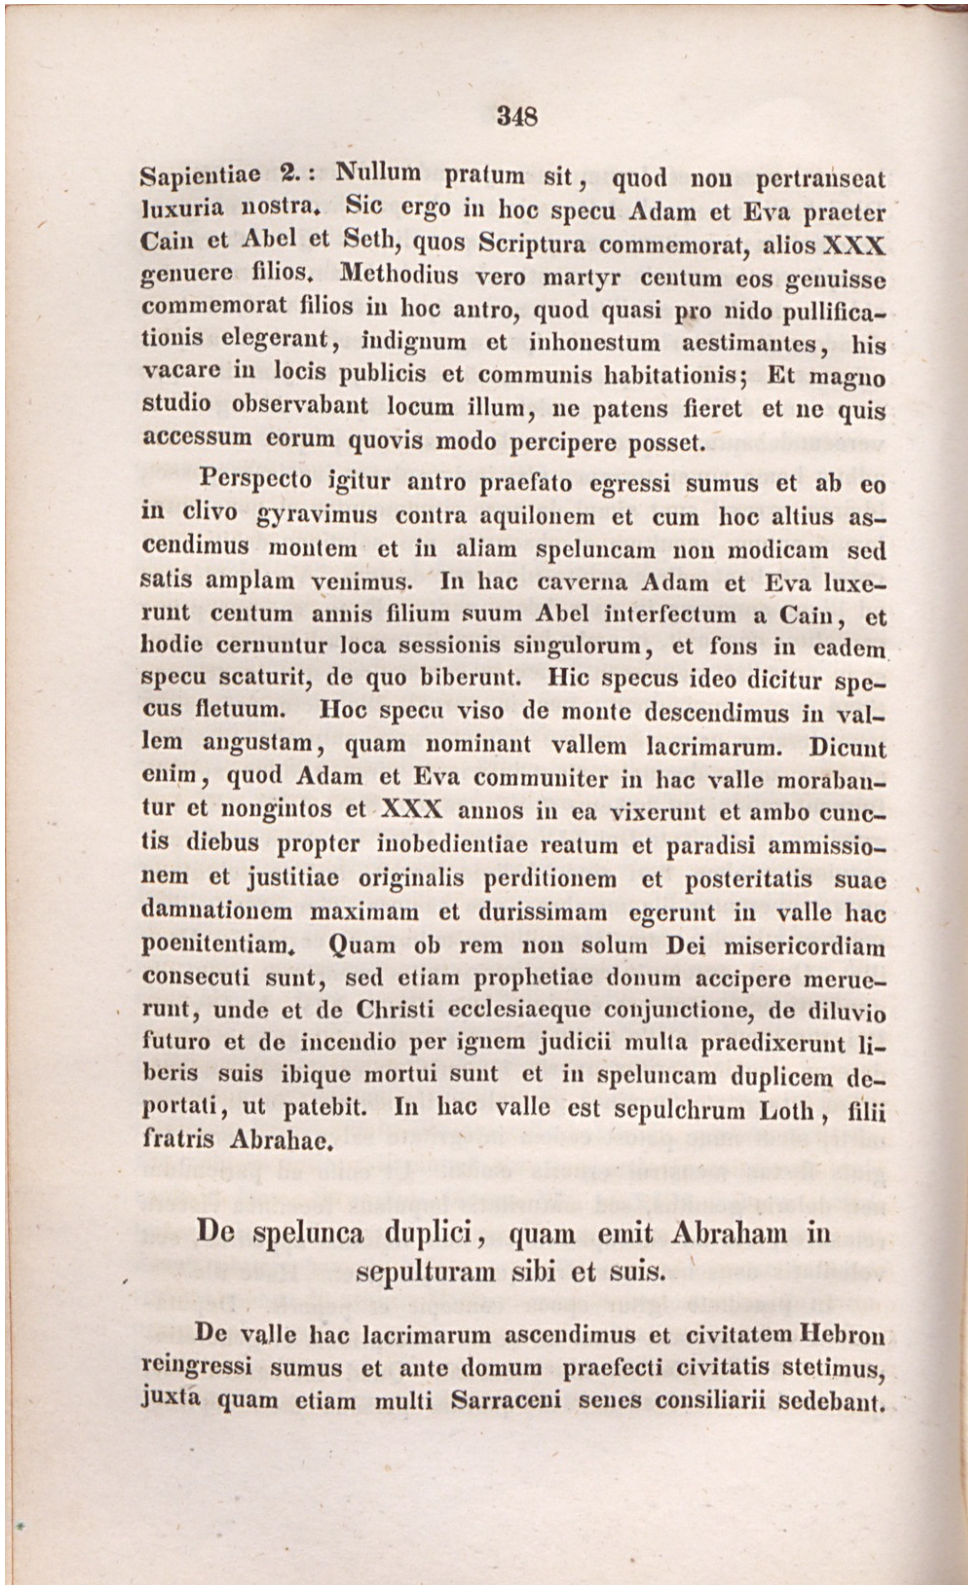 348
Sapientiae 2. : Nullum pratum sit, quod non pertranseat
luxuria nostra. Sic ergo in hoc specu Adam et Eva praeter
Cain et Abel et Seth, quos Scriptura commemorat, alios XXX
genuere filios. Methodius vero martyr centum eos genuisse
commemorat filios in hoc antro, quod quasi pro nido pullifica-
tionis elegerant, indignum et inhonestum aestimantes, his
vacare in locis publicis et communis habitationis; Et magno
studio observabant locum illum, ne patens fieret et ne quis
accessum eorum quovis modo percipere posset.
Perspecto igitur antro praefato egressi sumus et ab eo
in clivo gyravimus contra aquilonem et cum hoc altius as-
cendimus montem et in aliam speluncam non modicam sed
satis amplam venimus. In hac caverna Adam et Eva luxe-
runt centum annis filium suum Abel interfectum a Cain, et
hodie cernuntur loca sessionis singulorum, et fons in eadem
specu scaturit, de quo biberunt. Hic specus ideo dicitur spe-
cus fletuum. Hoc specu viso de monte descendimus in val-
lem angustam, quam nominant vallem lacrimarum. Dicunt
enim, quod Adam et Eva communiter in hac valle moraban-
tur et nongintos et XXX annos in ea vixerunt et ambo cunc-
tis diebus propter inobedientiae reatum et paradisi ammissio-
nem et justitiae originalis perditionem et posteritatis suae
damnationem maximam et durissimam egerunt in valle hac
poenitentiam. Quam ob rem non solum Dei misericordiam
consecuti sunt, sed etiam prophetiae donum accipere merue-
runt, unde et de Christi ecclesiaeque conjunctione, de diluvio
futuro et de incendio per ignem judicii multa praedixerunt li-
beris suis ibique mortui sunt et in speluncam duplicem de-
portati, ut patebit. In hac valle est sepulchrum Loth, filii
fratris Abrahae.
De spelunca duplici, quam emit Abraham in
sepulturam sibi et suis.
De valle hac lacrimarum ascendimus et civitatem Hebron
reingressi sumus et ante domum praefecti civitatis stetimus,
juxta quam etiam multi Sarraceni senes consiliarii sedebant.